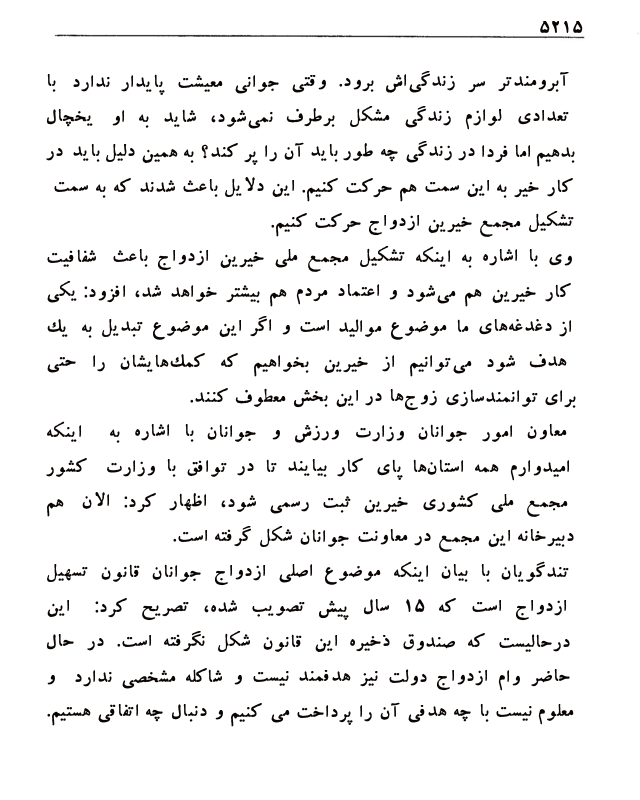 ۵۲۱۵
آبرومندتر سر زندگی‌اش برود. وقتی جوانی معیشت پایدار ندارد با
تعدادی لوازم زندگی مشکل برطرف نمی‌شود، شاید به او یخچال
بدهیم اما فردا در زندگی چه طور باید آن را پر کند؟ به همین دلیل باید در
کار خیر به این سمت هم حرکت کنیم. این دلایل باعث شدند که به سمت
تشکیل مجمع خیرین ازدواج حرکت کنیم.
وی با اشاره به اینکه تشکیل مجمع ملی خیرین ازدواج باعث شفافیت
کار خیرین هم می‌شود و اعتماد مردم هم بیشتر خواهد شد، افزود: یکی
از دغدغه‌های ما موضوع موالید است و اگر این موضوع تبدیل به یك
هدف شود می‌توانیم از خیرین بخواهیم که کمك‌هایشان را حتی
برای توانمندسازی زوج‌ها در این بخش معطوف کنند.
معاون امور جوانان وزارت ورزش و جوانان با اشاره به اینکه
امیدوارم همه استان‌ها پای کار بیایند تا در توافق با وزارت کشور
مجمع ملی کشوری خیرین ثبت رسمی شود، اظهار کرد: الان هم
دبیرخانه این مجمع در معاونت جوانان شکل گرفته است.
تندگویان با بیان اینکه موضوع اصلی ازدواج جوانان قانون تسهیل
ازدواج است که ۱۵ سال پیش تصویب شده، تصریح کرد: این
درحالیست که صندوق ذخیره این قانون شکل نگرفته است. در حال
حاضر وام ازدواج دولت نیز هدفمند نیست و شاکله مشخصی ندارد و
معلوم نیست با چه هدفی آن را پرداخت می کنیم و دنبال چه اتفاقی هستیم.